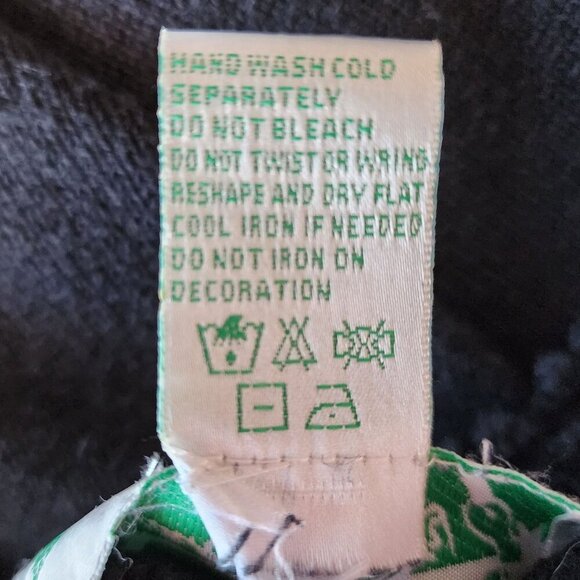 HAND WASH COLD
SEPARATELY
DO NOT BLEACH
DO NOT TWIST OR WRING
RESHAPE AND DRY FLAT
COOL IRON IF NEEDED
DO NOT IRON ON
DECORATION